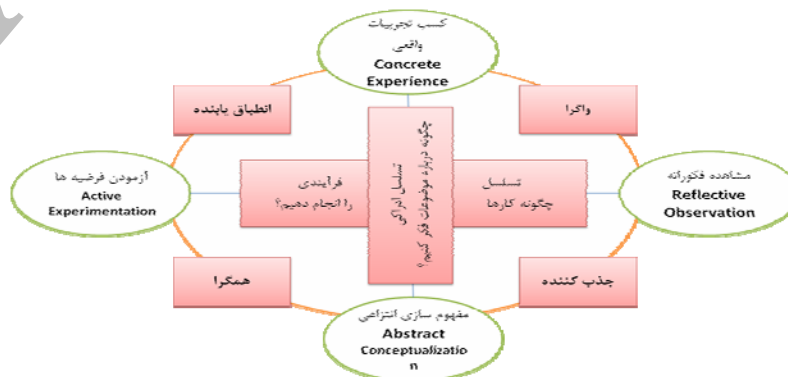 کسب تجربیات
واقعی
Concrete
Experience
انطباق یابنده
واگرا
تسلسل ادراکی
چگونه درباره موضوعات فکر کنیم؟
آزمودن فرضیه ها
Active
Experimentation
فرآیندی
را انجام دهیم؟
تسلسل
چگونه کارها
مشاهده فکورانه
Reflective
Observation
همگرا
جذب کننده
مفهوم سازی انتزاعی
Abstract
Conceptualizatio
n